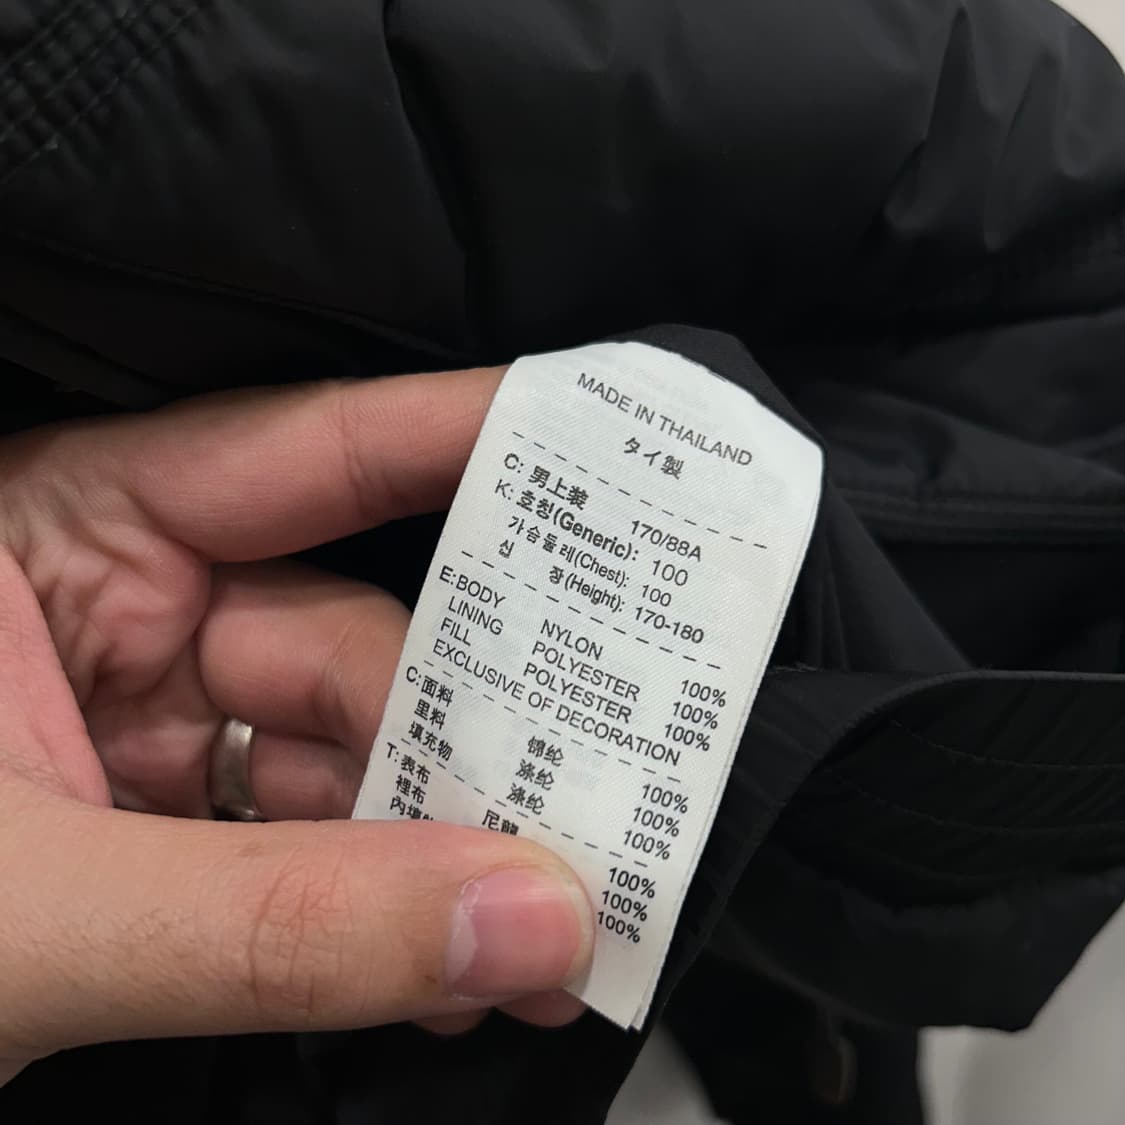 MADE IN THAILAND
タイ製
C: 男上装 170/88A
K: 호칭(Generic): 100
가슴둘레(Chest): 100
신 장(Height): 170-180
E:BODY NYLON 100%
LINING POLYESTER 100%
FILL POLYESTER 100%
EXCLUSIVE OF DECORATION
C:面料 锦纶 100%
里料 涤纶 100%
填充物 涤纶 100%
T:表布 尼龍 100%
裡布 100%
內填 100%